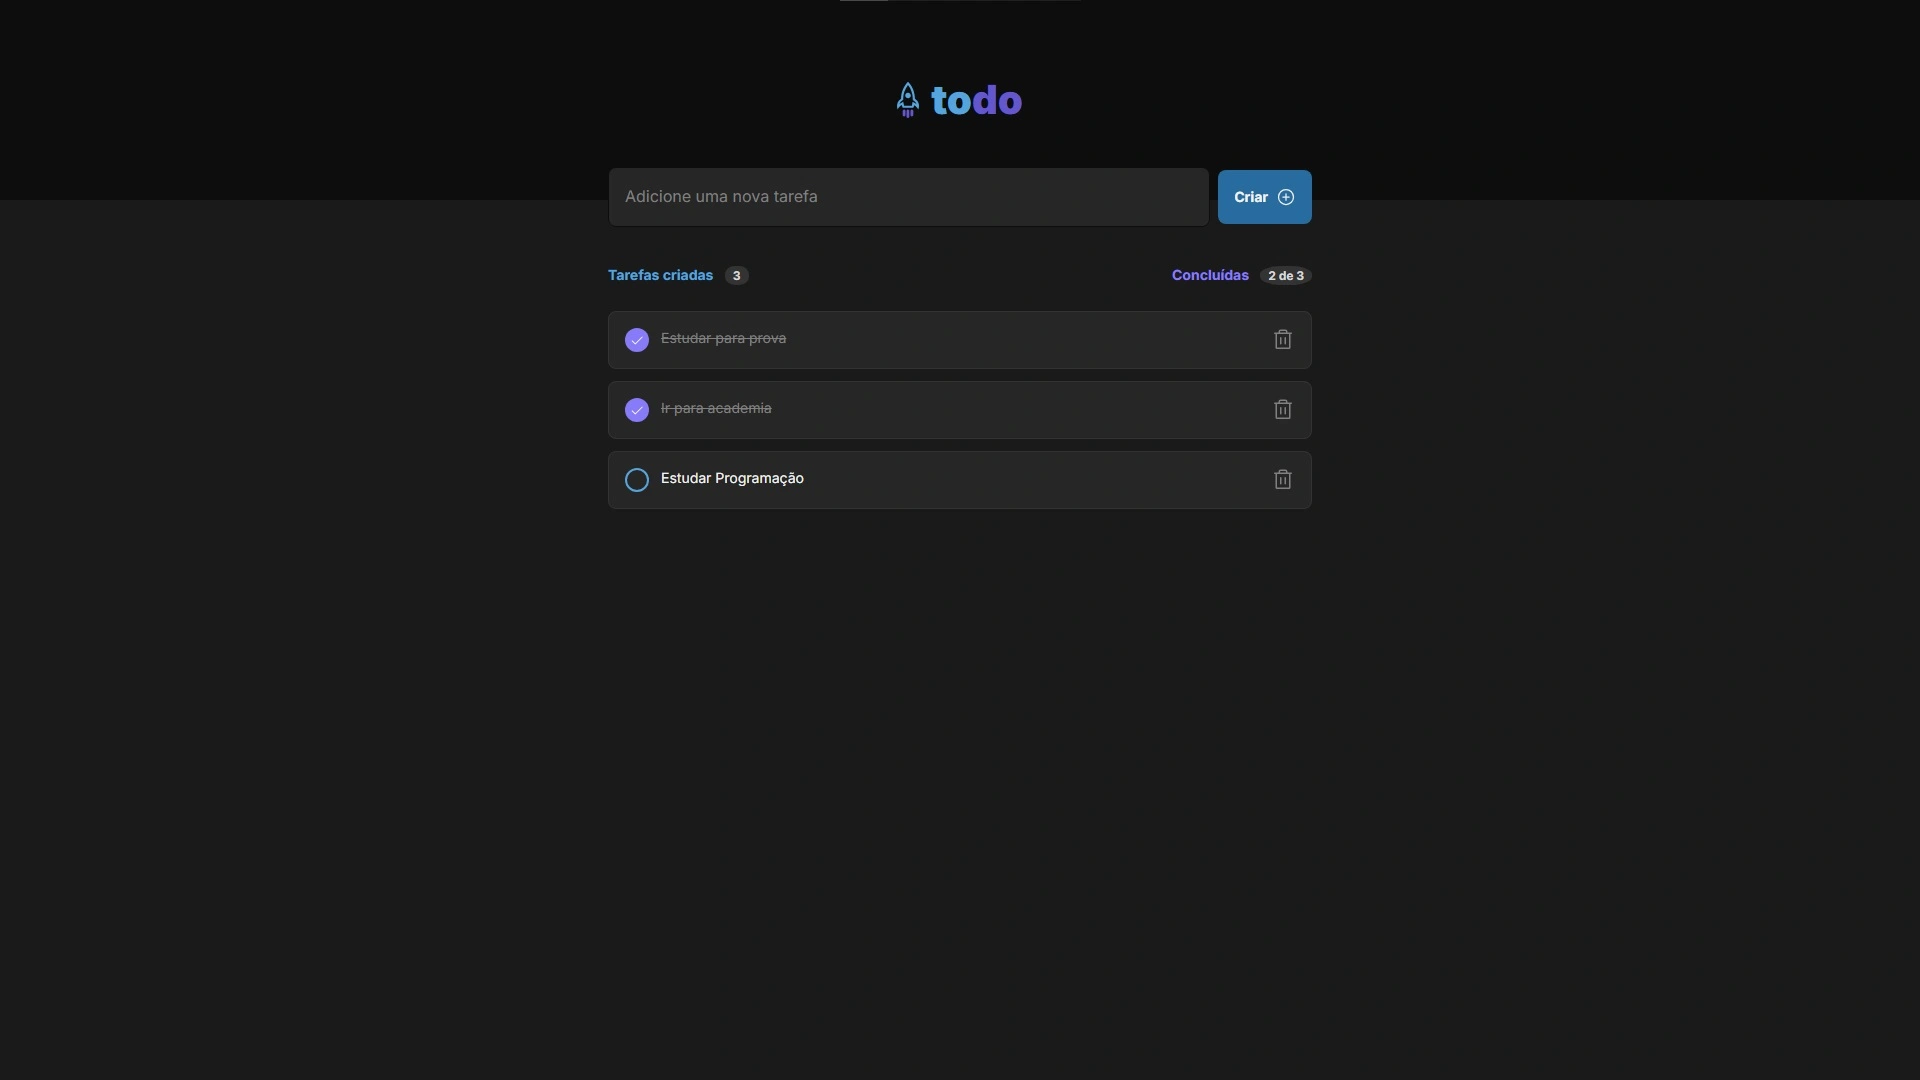 todo
Adicione uma nova tarefa
Criar
Tarefas criadas 3
Concluídas 2 de 3
Estudar para prova
Ir para academia
Estudar Programação